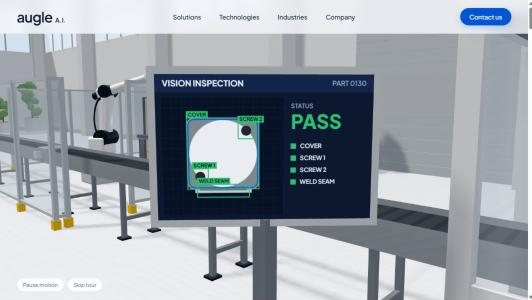 augle A.I.
Solutions
Technologies
Industries
Company
Contact us
VISION INSPECTION
PART 0130
COVER
SCREW 2
SCREW 1
WELD SEAM
STATUS
PASS
COVER
SCREW 1
SCREW 2
WELD SEAM
Pause motion
Skip tour